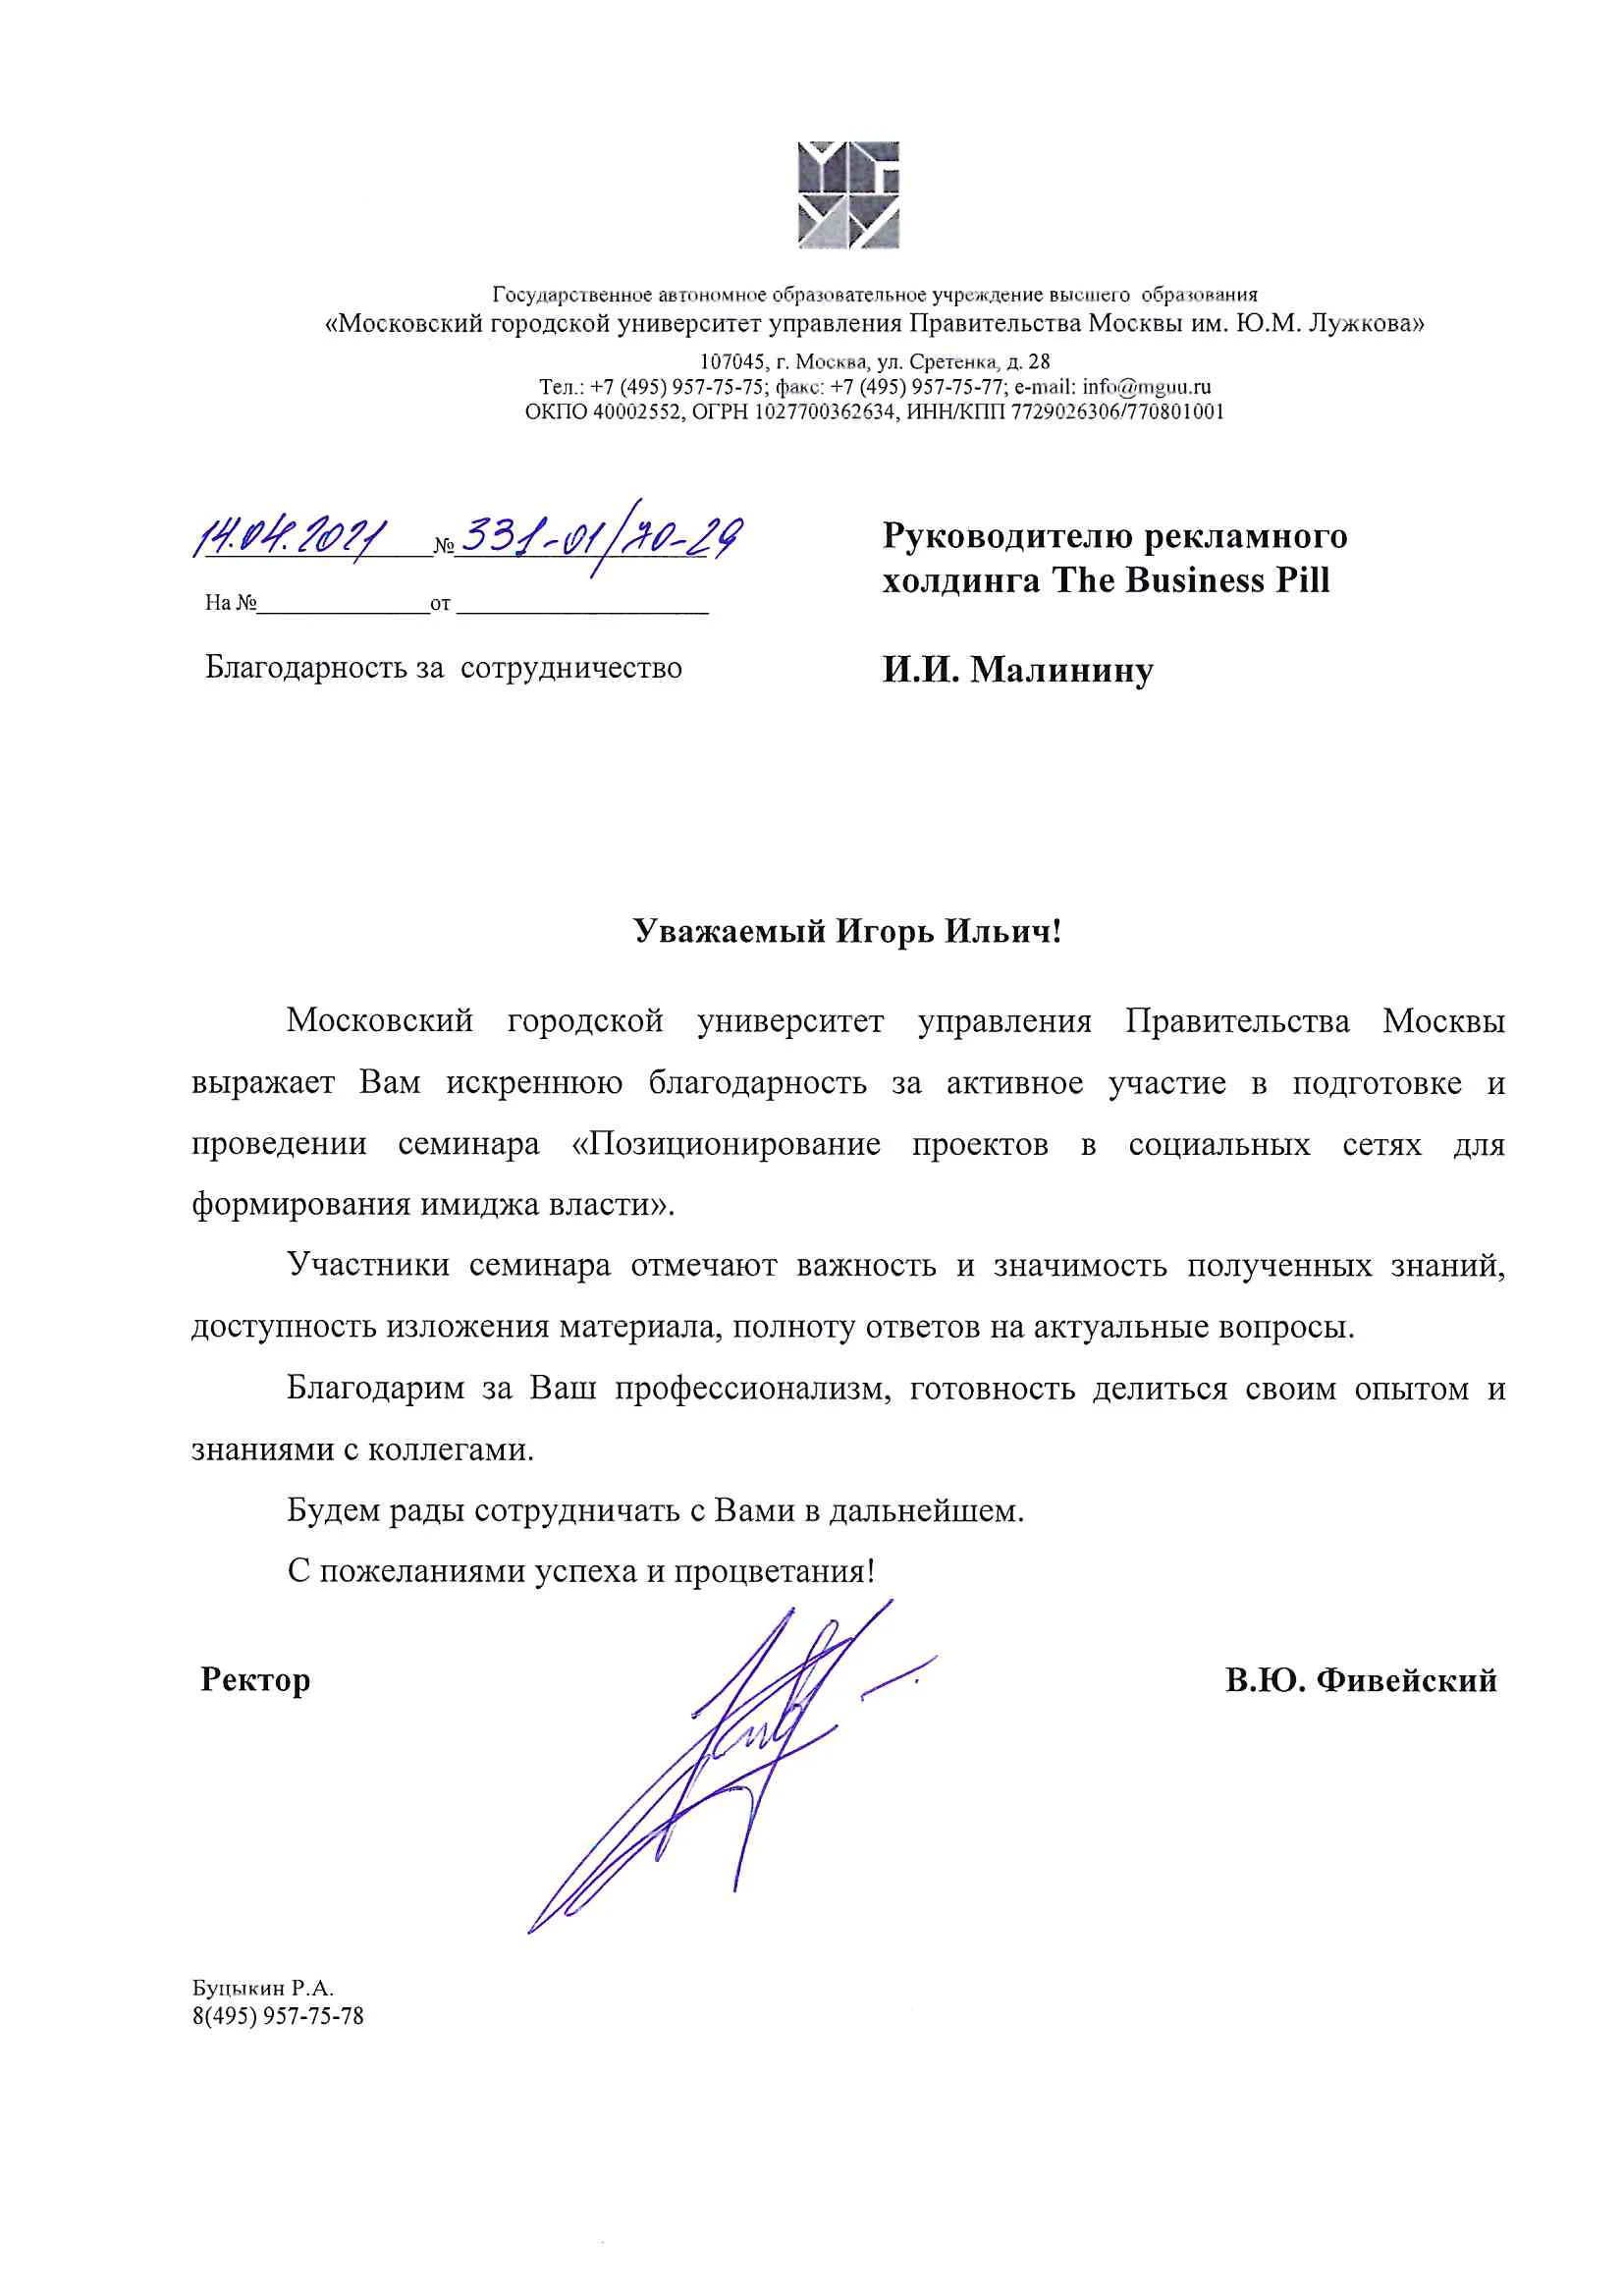 МГ
УУ
Государственное автономное образовательное учреждение высшего образования
«Московский городской университет управления Правительства Москвы им. Ю.М. Лужкова»
107045, г. Москва, ул. Сретенка, д. 28
Тел.: +7 (495) 957-75-75; факс: +7 (495) 957-75-77; e-mail: info@mguu.ru
ОКПО 40002552, ОГРН 1027700362634, ИНН/КПП 7729026306/770801001
14.04.2021 № 331-01/70-29
На № от
Благодарность за сотрудничество
Руководителю рекламного
холдинга The Business Pill
И.И. Малинину
Уважаемый Игорь Ильич!
Московский городской университет управления Правительства Москвы
выражает Вам искреннюю благодарность за активное участие в подготовке и
проведении семинара «Позиционирование проектов в социальных сетях для
формирования имиджа власти».
Участники семинара отмечают важность и значимость полученных знаний,
доступность изложения материала, полноту ответов на актуальные вопросы.
Благодарим за Ваш профессионализм, готовность делиться своим опытом и
знаниями с коллегами.
Будем рады сотрудничать с Вами в дальнейшем.
С пожеланиями успеха и процветания!
Ректор В.Ю. Фивейский
Буцыкин Р.А.
8(495) 957-75-78